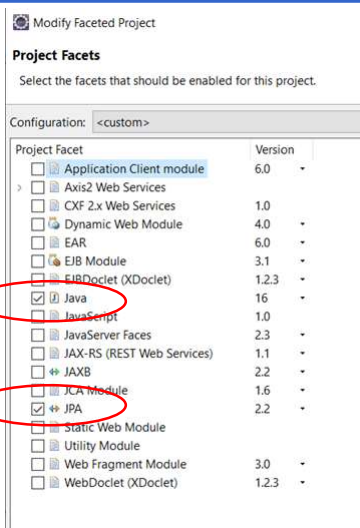 Modify Faceted Project
Project Facets
Select the facets that should be enabled for this project.
Configuration: <custom>
Project Facet Version
Application Client module 6.0
Axis2 Web Services
CXF 2.x Web Services 1.0
Dynamic Web Module 4.0
EAR 6.0
EJB Module 3.1
EJBDoclet (XDoclet) 1.2.3
Java 16
JavaScript 1.0
JavaServer Faces 2.3
JAX-RS (REST Web Services) 1.1
JAXB 2.2
JCA Module 1.6
JPA 2.2
Static Web Module
Utility Module
Web Fragment Module 3.0
WebDoclet (XDoclet) 1.2.3